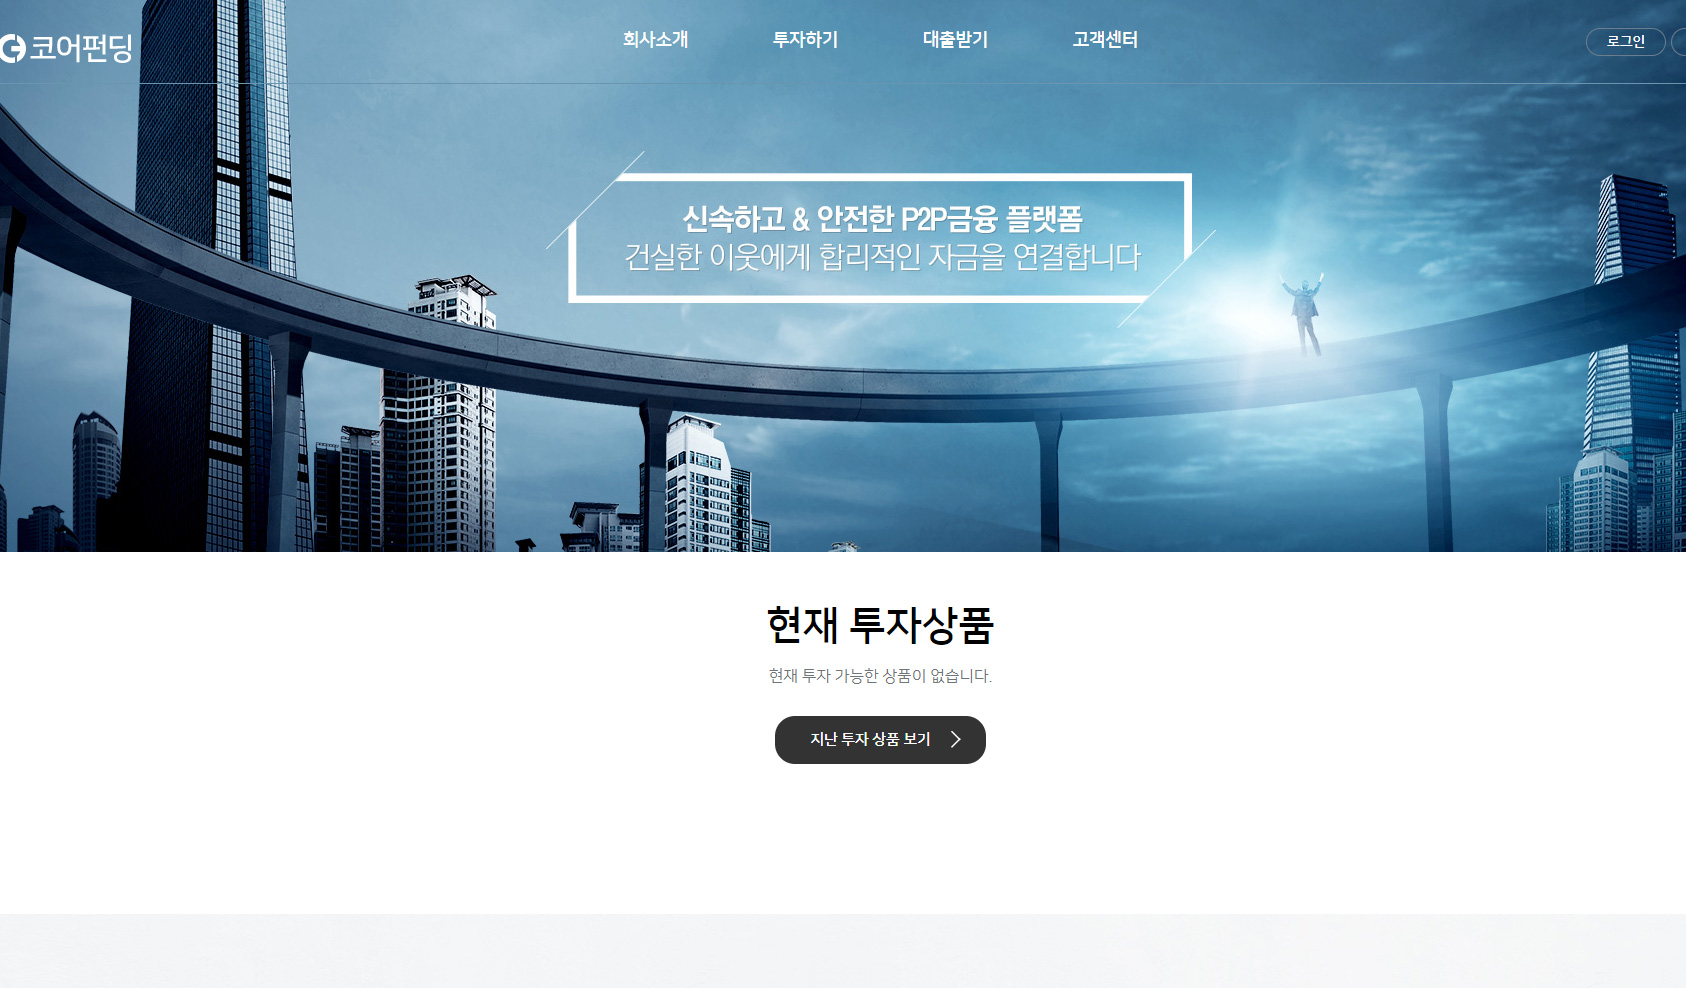 코어펀딩
회사소개
투자하기
대출받기
고객센터
로그인
신속하고 & 안전한 P2P금융 플랫폼
건실한 이웃에게 합리적인 자금을 연결합니다
현재 투자상품
현재 투자 가능한 상품이 없습니다.
지난 투자 상품 보기